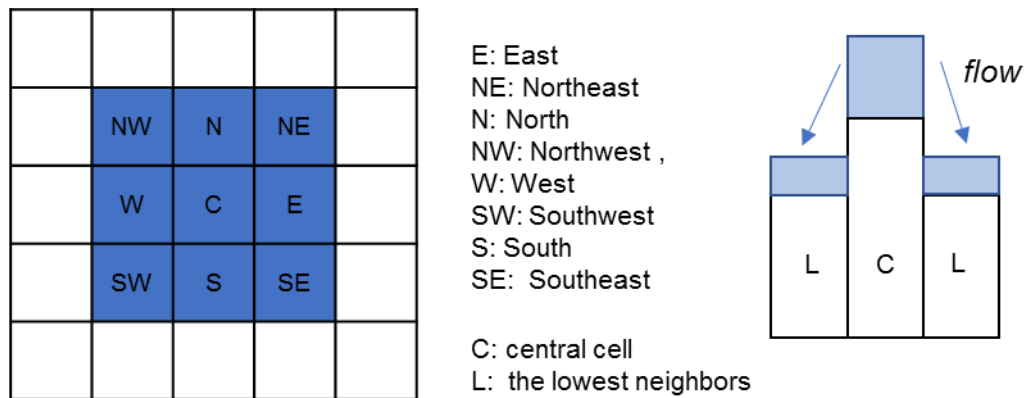 NW N NE
W C E
SW S SE
E: East
NE: Northeast
N: North
NW: Northwest ,
W: West
SW: Southwest
S: South
SE:  Southeast
C: central cell
L:  the lowest neighbors
flow
L C L